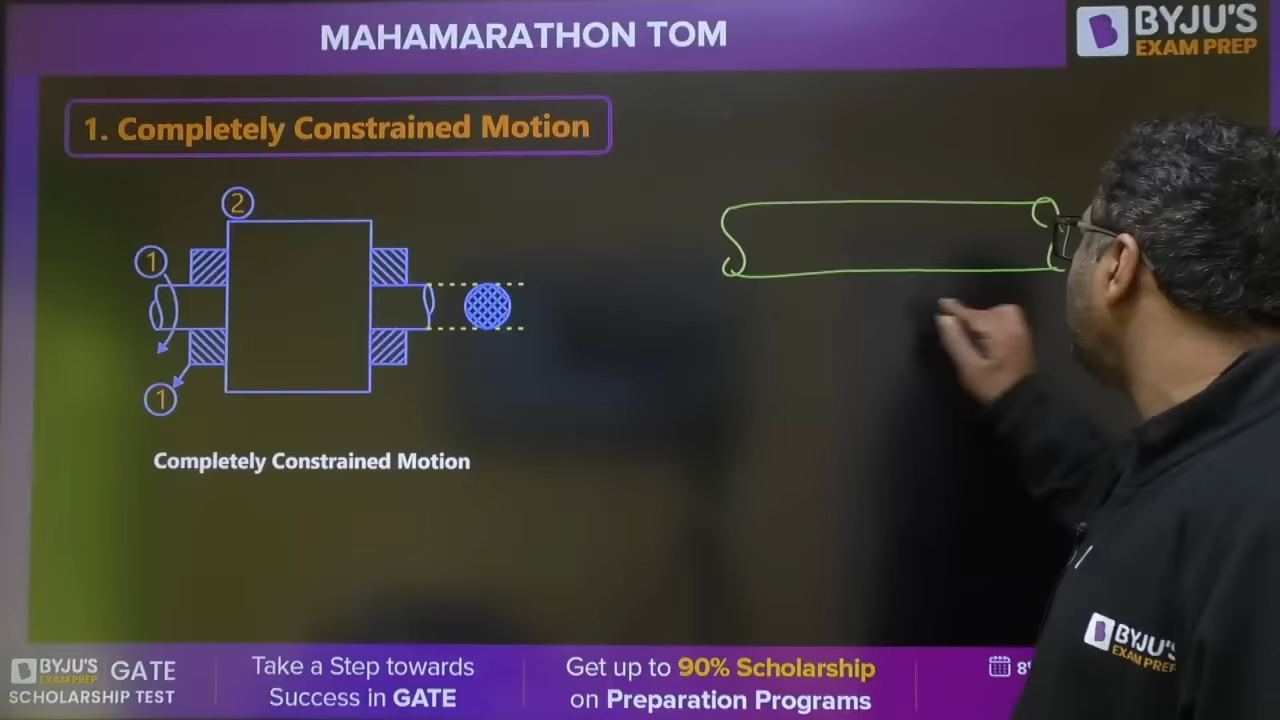 MAHAMARATHON TOM
BYJU'S
EXAM PREP
1. Completely Constrained Motion
2
1
1
Completely Constrained Motion
BYJU'S
EXAM PREP
BYJU'S
EXAM PREP
GATE
SCHOLARSHIP TEST
Take a Step towards
Success in GATE
Get up to 90% Scholarship
on Preparation Programs